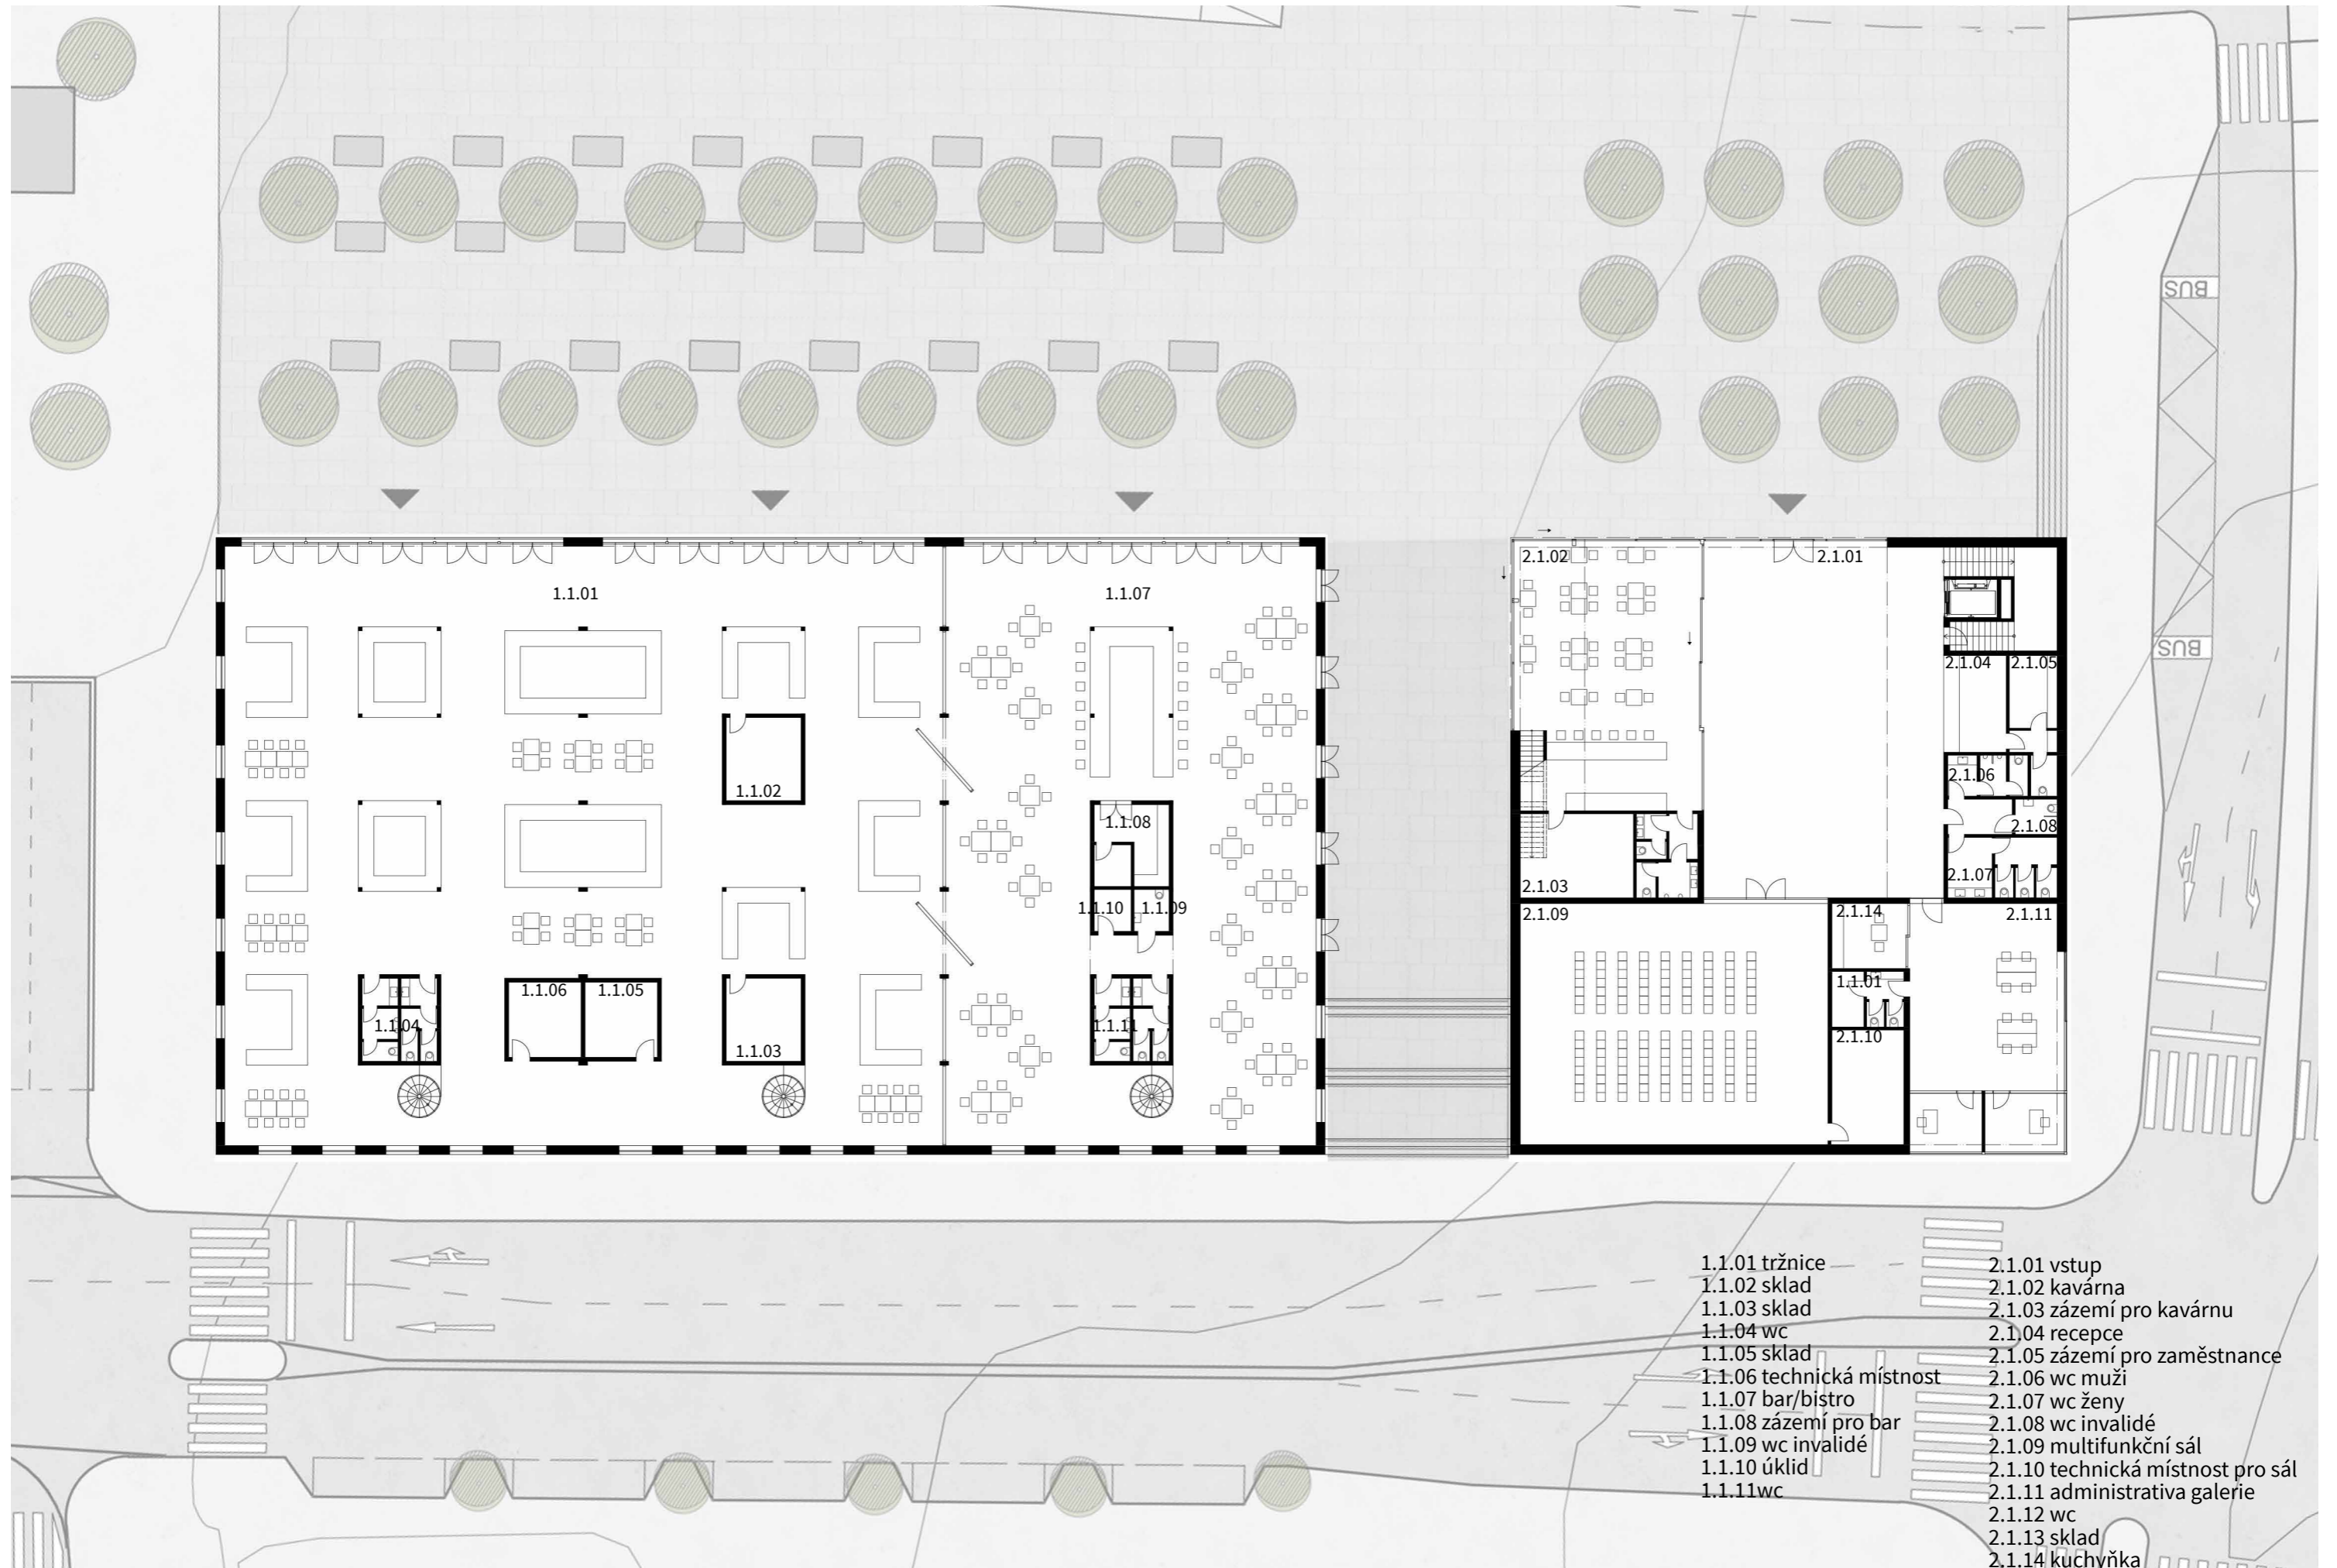 BUS
BUS
1.1.01
1.1.07
2.1.02
2.1.01
2.1.04
2.1.05
1.1.02
2.1.06
1.1.08
2.1.08
2.1.03
2.1.07
1.1.10
1.1.09
2.1.09
2.1.14
2.1.11
1.1.06
1.1.05
1.1.01
1.1.04
1.1.11
2.1.10
1.1.03
1.1.01 tržnice
1.1.02 sklad
1.1.03 sklad
1.1.04 wc
1.1.05 sklad
1.1.06 technická místnost
1.1.07 bar/bistro
1.1.08 zázemí pro bar
1.1.09 wc invalidé
1.1.10 úklid
1.1.11wc
2.1.01 vstup
2.1.02 kavárna
2.1.03 zázemí pro kavárnu
2.1.04 recepce
2.1.05 zázemí pro zaměstnance
2.1.06 wc muži
2.1.07 wc ženy
2.1.08 wc invalidé
2.1.09 multifunkční sál
2.1.10 technická místnost pro sál
2.1.11 administrativa galerie
2.1.12 wc
2.1.13 sklad
2.1.14 kuchyňka